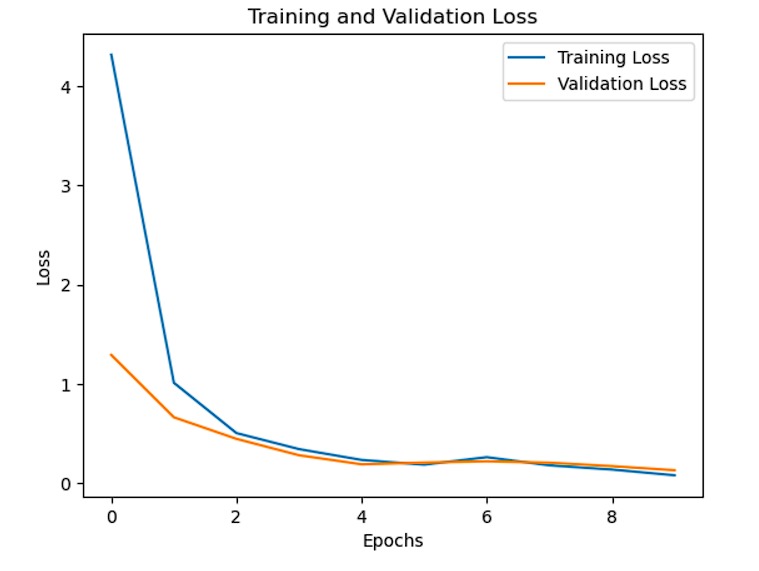 Training and Validation Loss
Training Loss
Validation Loss
4
3
2
1
0
Loss
0 2 4 6 8
Epochs